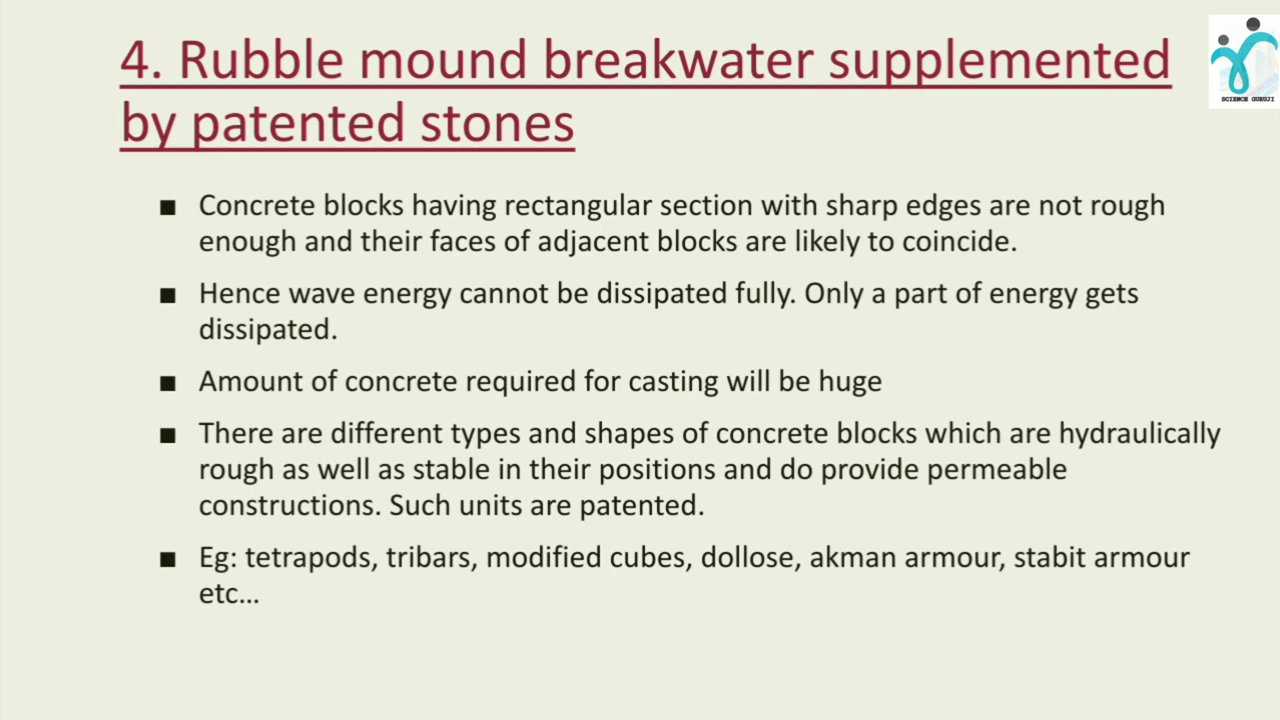 4. Rubble mound breakwater supplemented
by patented stones
SCIENCE GURUJI
■ Concrete blocks having rectangular section with sharp edges are not rough
enough and their faces of adjacent blocks are likely to coincide.
■ Hence wave energy cannot be dissipated fully. Only a part of energy gets
dissipated.
■ Amount of concrete required for casting will be huge
■ There are different types and shapes of concrete blocks which are hydraulically
rough as well as stable in their positions and do provide permeable
constructions. Such units are patented.
■ Eg: tetrapods, tribars, modified cubes, dollose, akman armour, stabit armour
etc...